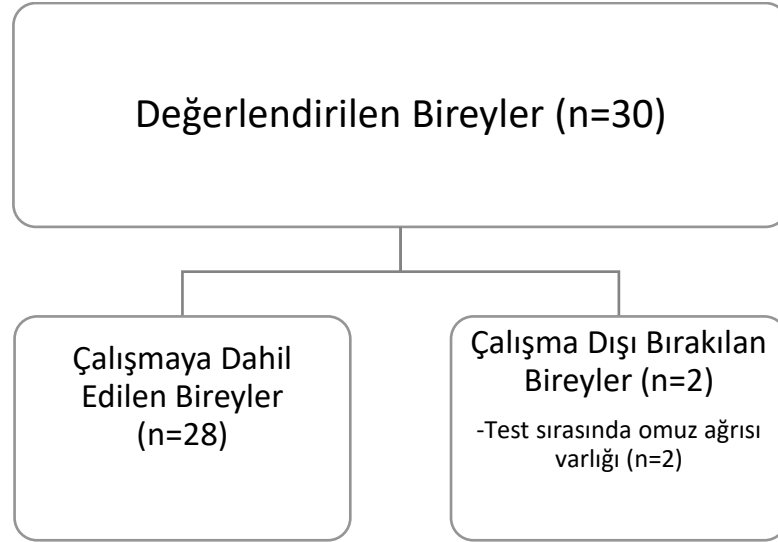 Değerlendirilen Bireyler (n=30)
Çalışmaya Dahil
Edilen Bireyler
(n=28)
Çalışma Dışı Bırakılan
Bireyler (n=2)
-Test sırasında omuz ağrısı
varlığı (n=2)